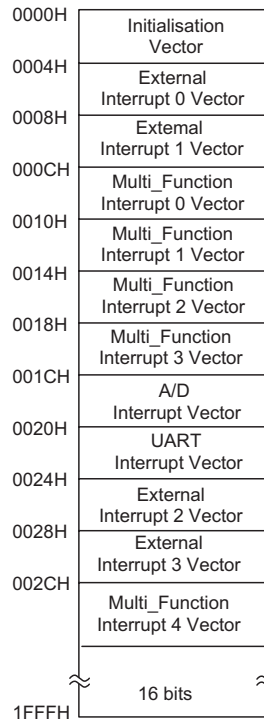 0000H
Initialisation
Vector
0004H
External
Interrupt 0 Vector
0008H
Extemal
Interrupt 1 Vector
000CH
Multi_Function
Interrupt 0 Vector
0010H
Multi_Function
Interrupt 1 Vector
0014H
Multi_Function
Interrupt 2 Vector
0018H
Multi_Function
Interrupt 3 Vector
001CH
A/D
Interrupt Vector
0020H
UART
Interrupt Vector
0024H
External
Interrupt 2 Vector
0028H
External
Interrupt 3 Vector
002CH
Multi_Function
Interrupt 4 Vector
16 bits
1FFFH